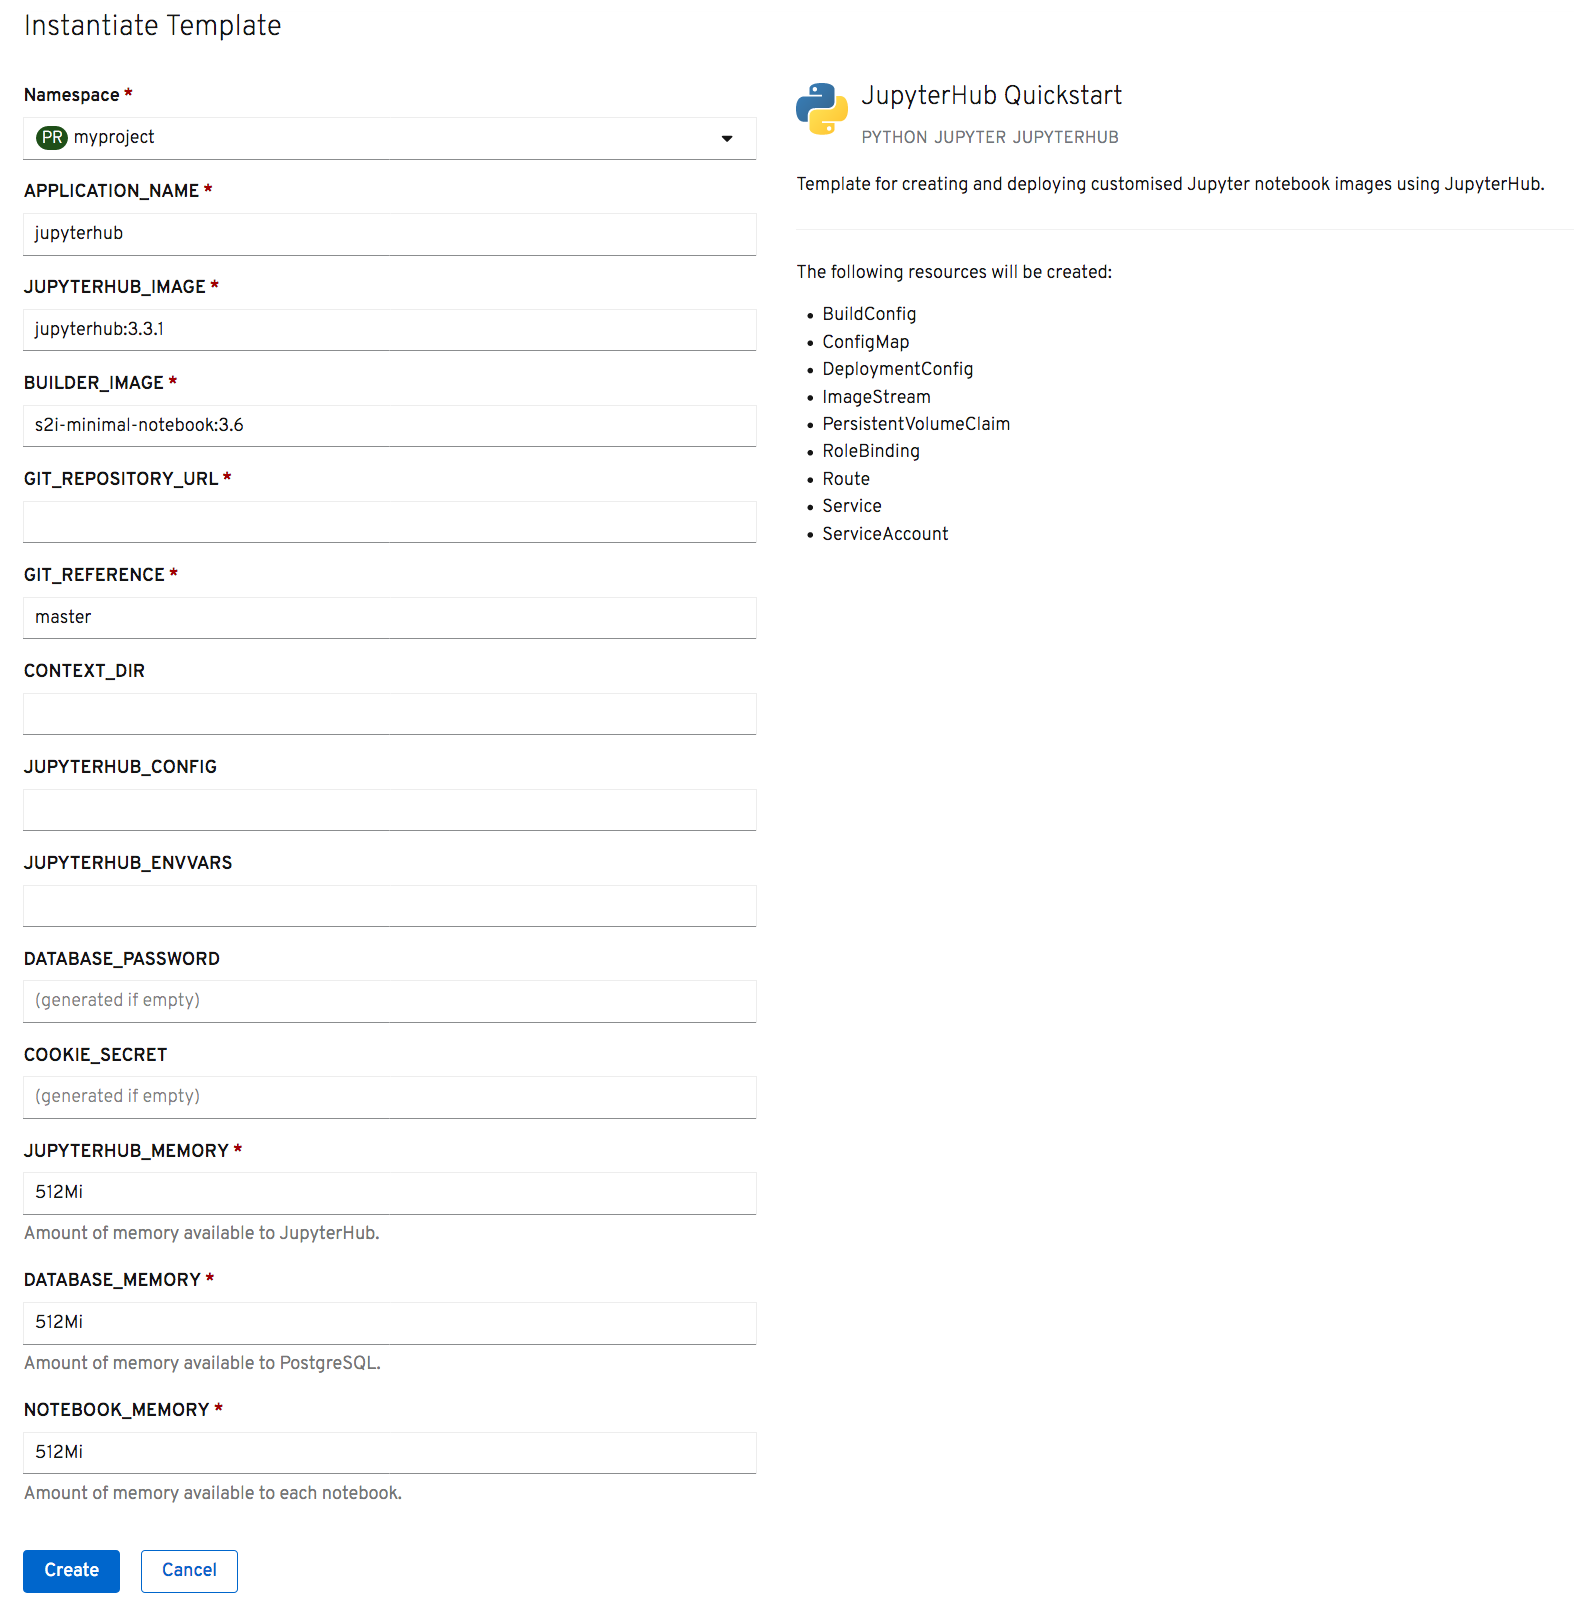 Instantiate Template
Namespace *
PR myproject
APPLICATION_NAME *
jupyterhub
JUPYTERHUB_IMAGE *
jupyterhub:3.3.1
BUILDER_IMAGE *
s2i-minimal-notebook:3.6
GIT_REPOSITORY_URL *
GIT_REFERENCE *
master
CONTEXT_DIR
JUPYTERHUB_CONFIG
JUPYTERHUB_ENVVARS
DATABASE_PASSWORD
(generated if empty)
COOKIE_SECRET
(generated if empty)
JUPYTERHUB_MEMORY *
512Mi
Amount of memory available to JupyterHub.
DATABASE_MEMORY *
512Mi
Amount of memory available to PostgreSQL.
NOTEBOOK_MEMORY *
512Mi
Amount of memory available to each notebook.
Create Cancel
JupyterHub Quickstart
PYTHON JUPYTER JUPYTERHUB
Template for creating and deploying customised Jupyter notebook images using JupyterHub.
The following resources will be created:
• BuildConfig
• ConfigMap
• DeploymentConfig
• ImageStream
• PersistentVolumeClaim
• RoleBinding
• Route
• Service
• ServiceAccount